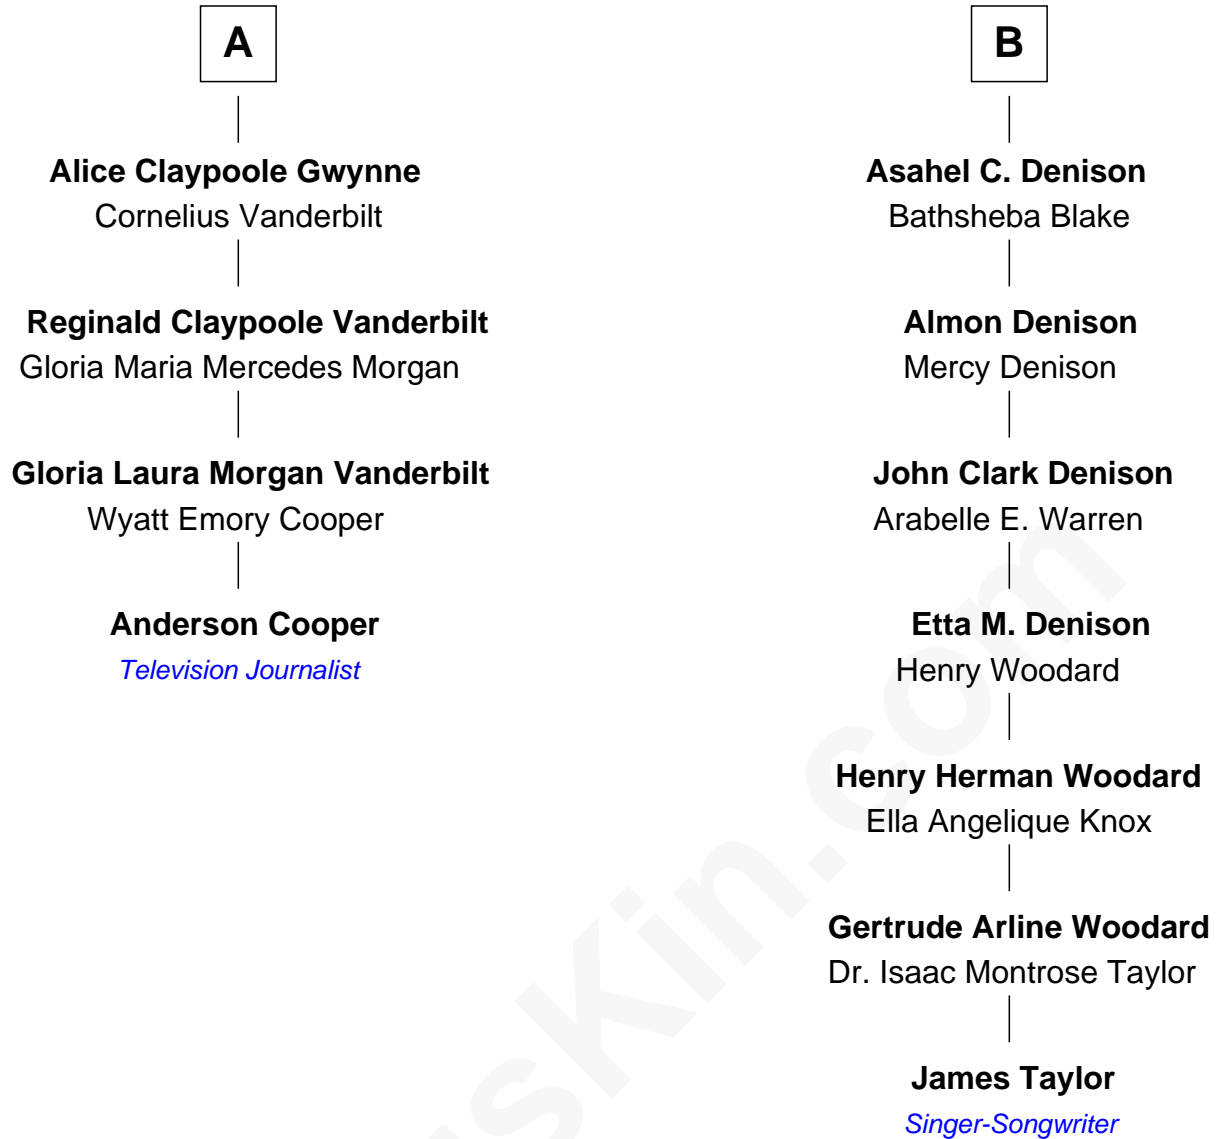 A
Alice Claypoole Gwynne
Cornelius Vanderbilt
Reginald Claypoole Vanderbilt
Gloria Maria Mercedes Morgan
Gloria Laura Morgan Vanderbilt
Wyatt Emory Cooper
Anderson Cooper
Television Journalist
B
Asahel C. Denison
Bathsheba Blake
Almon Denison
Mercy Denison
John Clark Denison
Arabelle E. Warren
Etta M. Denison
Henry Woodard
Henry Herman Woodard
Ella Angelique Knox
Gertrude Arline Woodard
Dr. Isaac Montrose Taylor
James Taylor
Singer-Songwriter
usKin.com